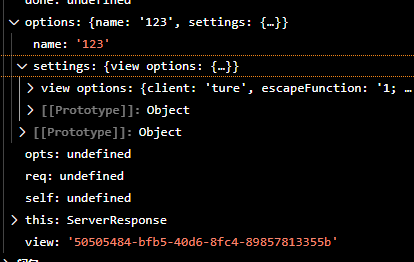 done: undefined
options: {name: '123', settings: {…}}
name: '123'
settings: {view options: {…}}
view options: {client: 'ture', escapeFunction: '1; …
[[Prototype]]: Object
[[Prototype]]: Object
opts: undefined
req: undefined
self: undefined
this: ServerResponse
view: '50505484-bfb5-40d6-8fc4-89857813355b'